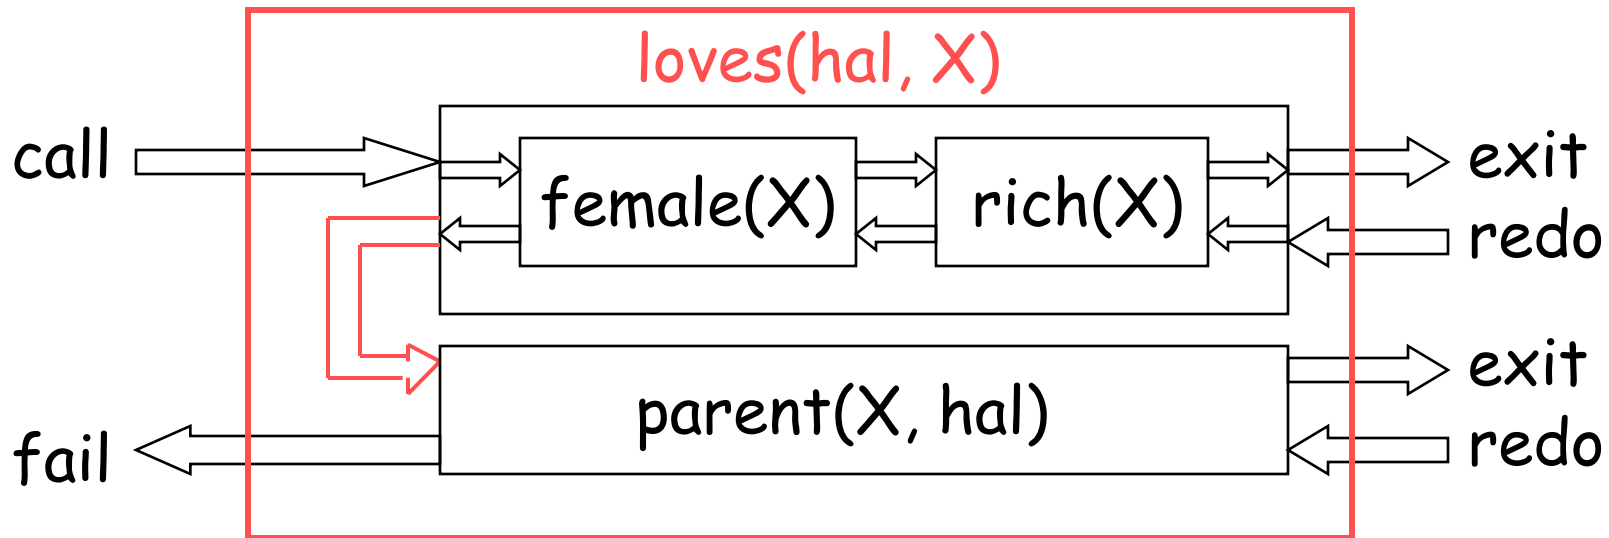 loves(hal, X)
call
female(X)
rich(X)
exit
redo
parent(X, hal)
exit
fail
redo